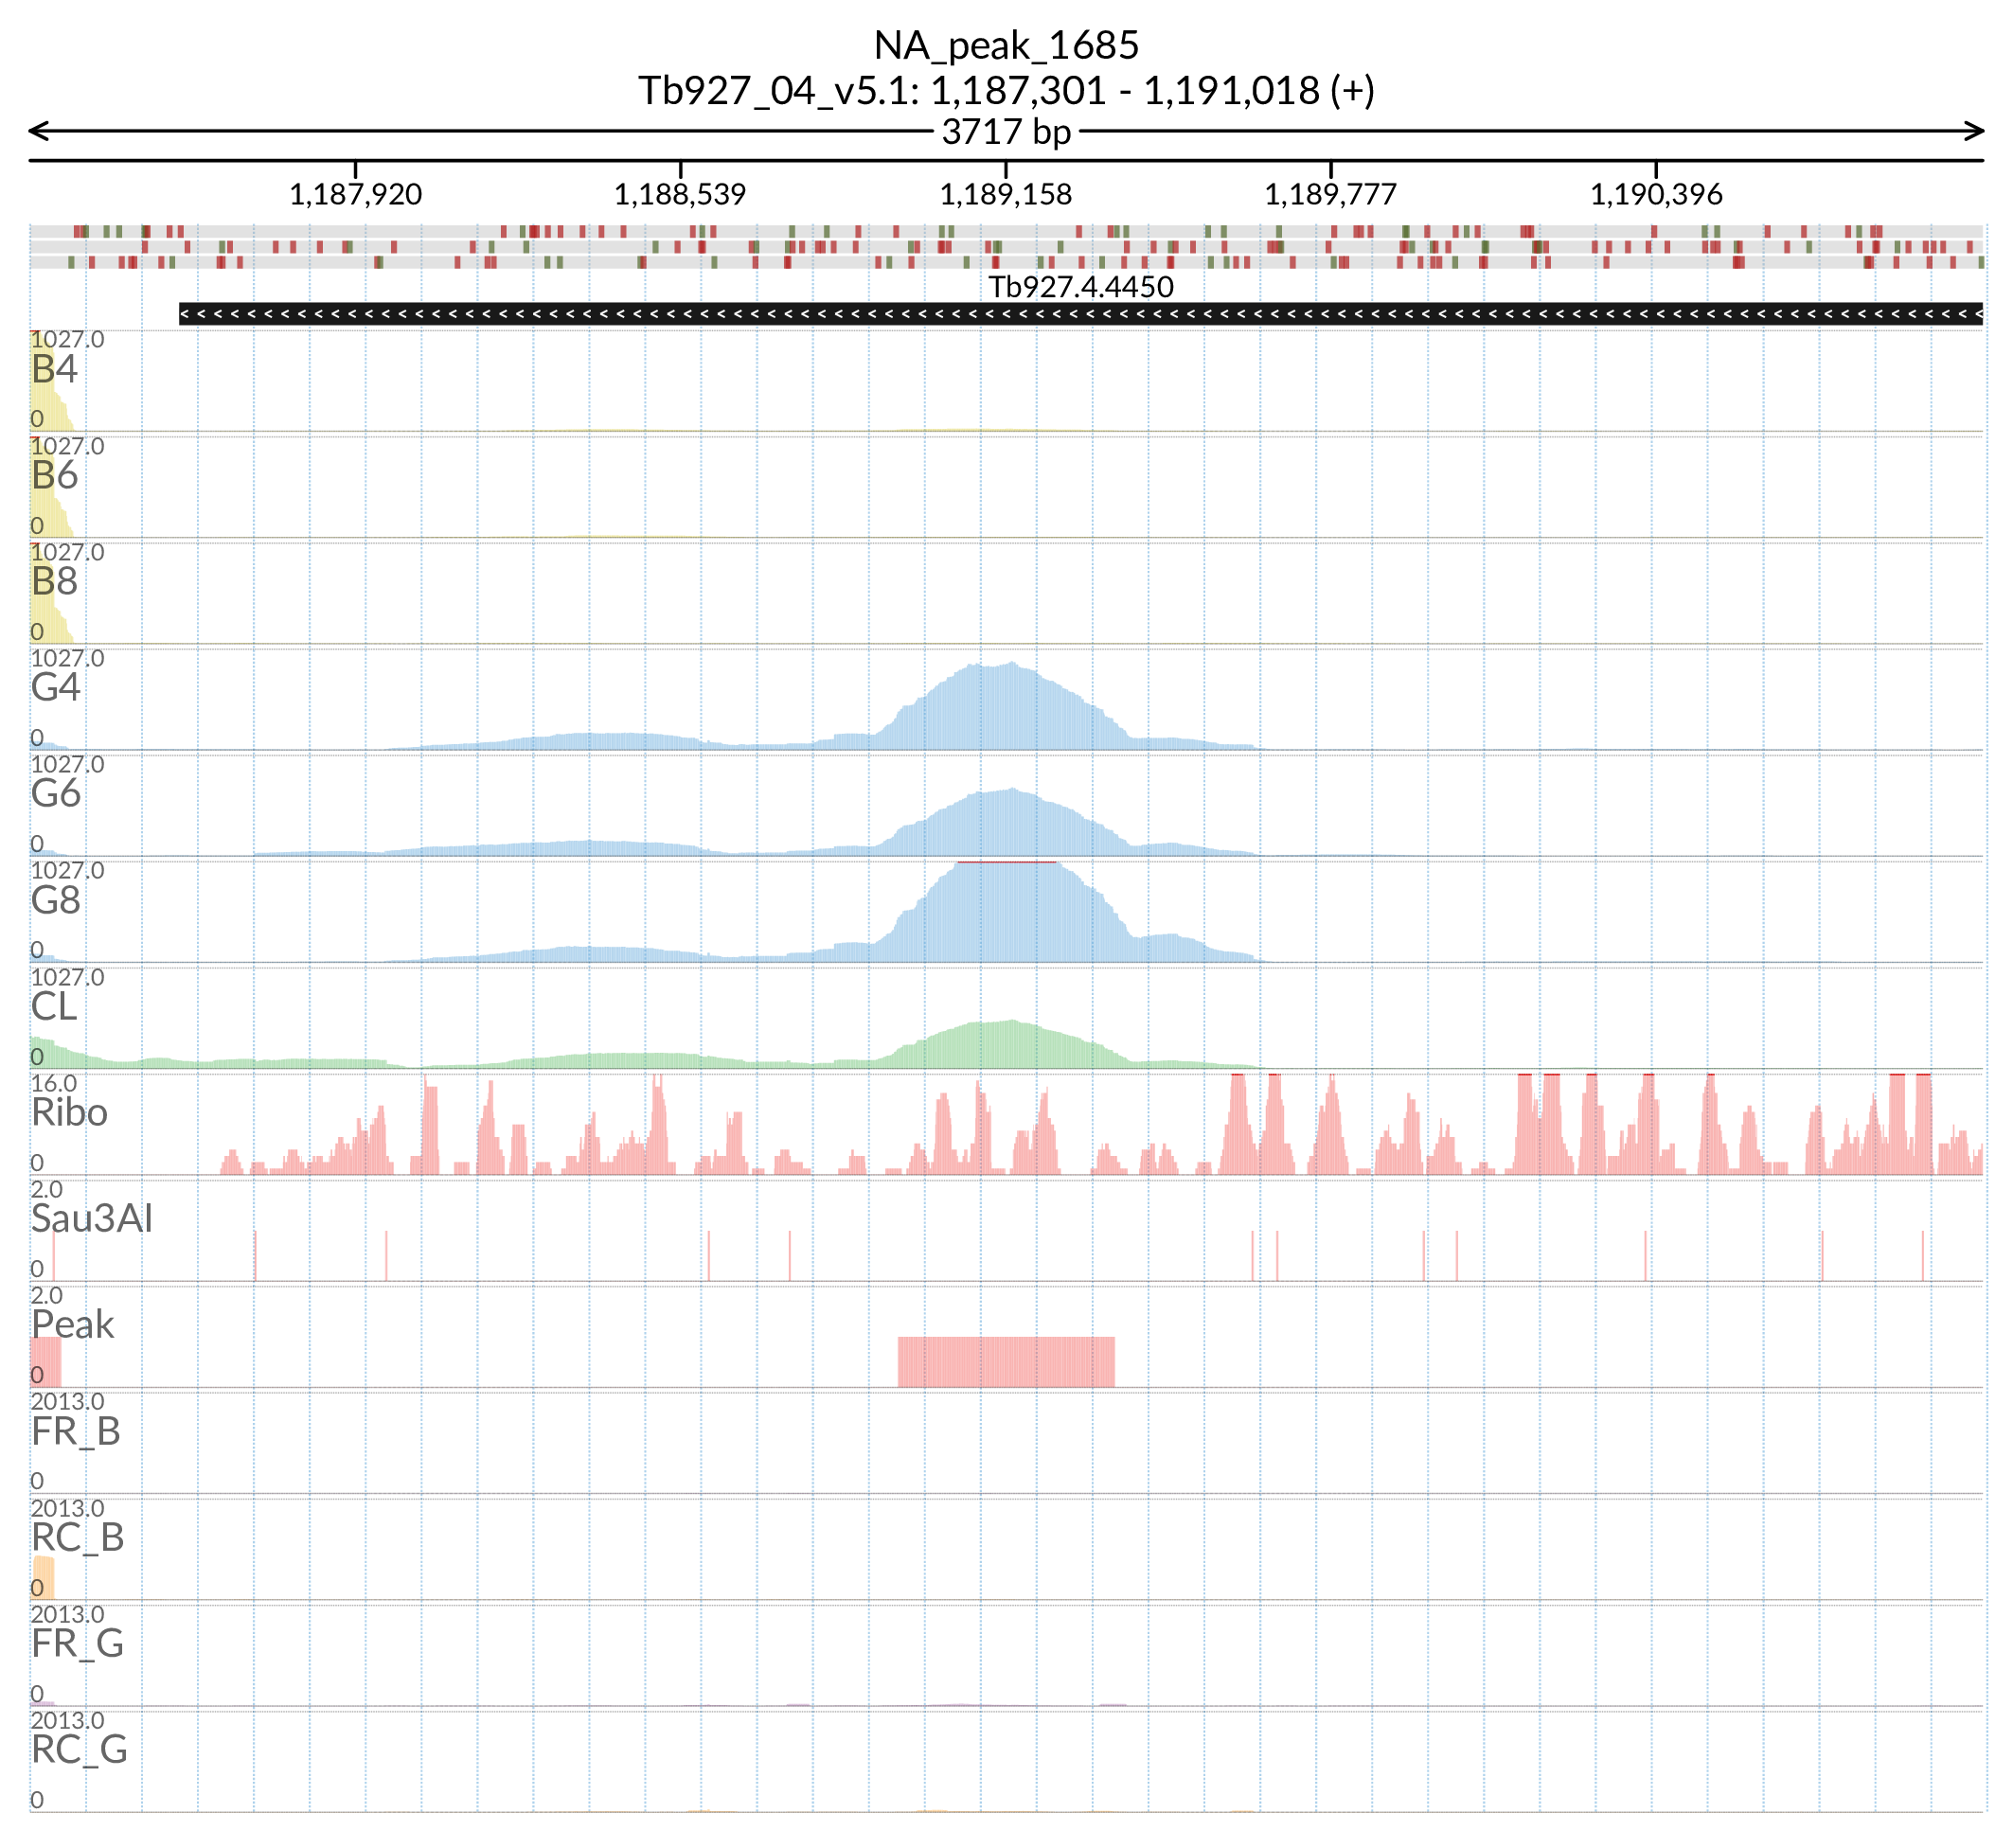 NA_peak_1685
Tb927_04_v5.1: 1,187,301 - 1,191,018 (+)
3717 bp
1,187,920 1,188,539 1,189,158 1,189,777 1,190,396
Tb927.4.4450
1027.0
B4
0
1027.0
B6
0
1027.0
B8
0
1027.0
G4
0
1027.0
G6
0
1027.0
G8
0
1027.0
CL
0
16.0
Ribo
0
2.0
Sau3AI
0
2.0
Peak
0
2013.0
FR_B
0
2013.0
RC_B
0
2013.0
FR_G
0
2013.0
RC_G
0